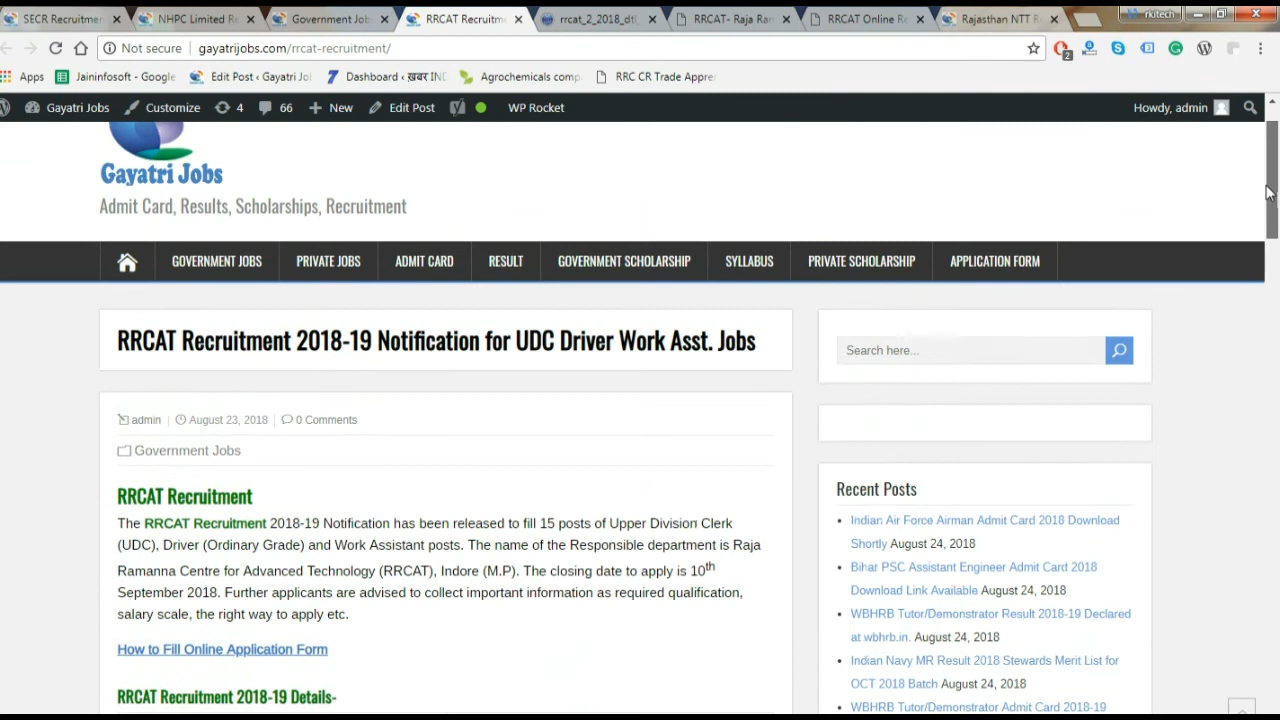 SECR Recruitmen
NHPC Limited Re
Government Job
RRCAT Recruitm
rrcat_2_2018_dtl
RRCAT- Raja Ram
RRCAT Online Re
Rajasthan NTT R
rkitech
Not secure
gayatrijobs.com/rrcat-recruitment/
2
Apps
Jaininfosoft - Google
Edit Post ‹ Gayatri Jo
Agrochemicals comp
RRC CR Trade Appre
Gayatri Jobs
Customize
4
66
New
Edit Post
WP Rocket
Howdy, admin
Gayatri Jobs
Admit Card, Results, Scholarships, Recruitment
GOVERNMENT JOBS
PRIVATE JOBS
ADMIT CARD
RESULT
GOVERNMENT SCHOLARSHIP
SYLLABUS
PRIVATE SCHOLARSHIP
APPLICATION FORM
RRCAT Recruitment 2018-19 Notification for UDC Driver Work Asst. Jobs
admin
August 23, 2018
0 Comments
Government Jobs
RRCAT Recruitment
The RRCAT Recruitment 2018-19 Notification has been released to fill 15 posts of Upper Division Clerk
(UDC), Driver (Ordinary Grade) and Work Assistant posts. The name of the Responsible department is Raja
Ramanna Centre for Advanced Technology (RRCAT), Indore (M.P). The closing date to apply is 10th
September 2018. Further applicants are advised to collect important information as required qualification,
salary scale, the right way to apply etc.
How to Fill Online Application Form
RRCAT Recruitment 2018-19 Details-
Search here...
Recent Posts
Indian Air Force Airman Admit Card 2018 Download
Shortly August 24, 2018
Bihar PSC Assistant Engineer Admit Card 2018
Download Link Available August 24, 2018
WBHRB Tutor/Demonstrator Result 2018-19 Declared
at wbhrb.in. August 24, 2018
Indian Navy MR Result 2018 Stewards Merit List for
OCT 2018 Batch August 24, 2018
WBHRB Tutor/Demonstrator Admit Card 2018-19